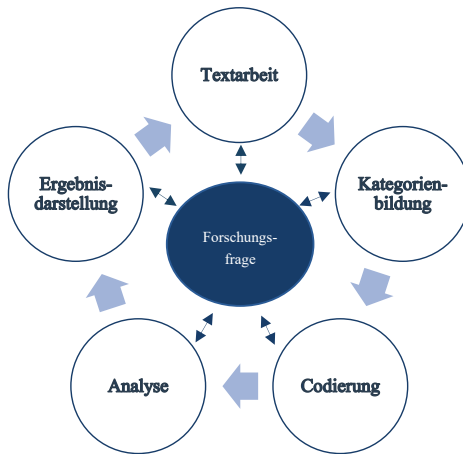 Textarbeit
Kategorien-
bildung
Codierung
Analyse
Ergebnis-
darstellung
Forschungs-
frage